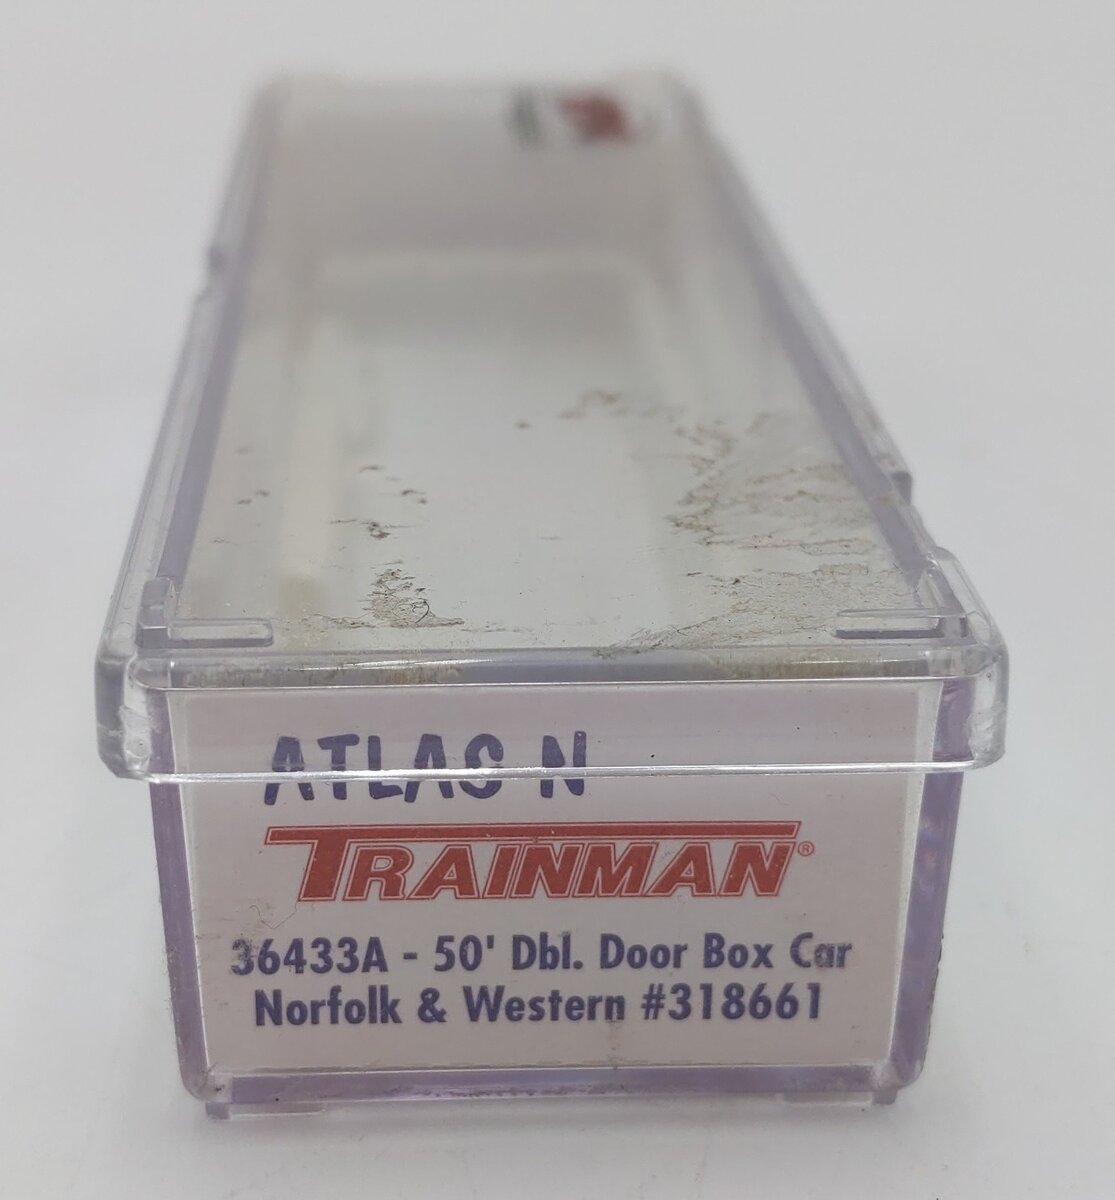 ATLAS N
TRAINMAN®
36433A - 50' Dbl. Door Box Car
Norfolk & Western #318661